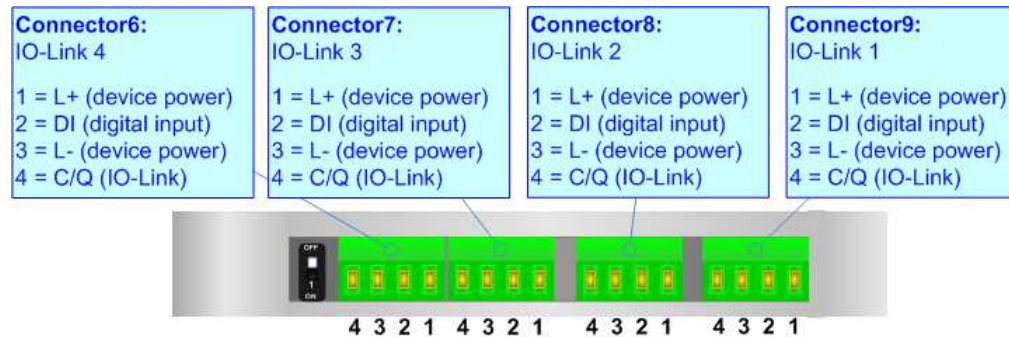 Connector6:
IO-Link 4
1 = L+ (device power)
2 = DI (digital input)
3 = L- (device power)
4 = C/Q (IO-Link)
Connector7:
IO-Link 3
1 = L+ (device power)
2 = DI (digital input)
3 = L- (device power)
4 = C/Q (IO-Link)
Connector8:
IO-Link 2
1 = L+ (device power)
2 = DI (digital input)
3 = L- (device power)
4 = C/Q (IO-Link)
Connector9:
IO-Link 1
1 = L+ (device power)
2 = DI (digital input)
3 = L- (device power)
4 = C/Q (IO-Link)
OFF
1
ON
4 3 2 1 4 3 2 1 4 3 2 1 4 3 2 1